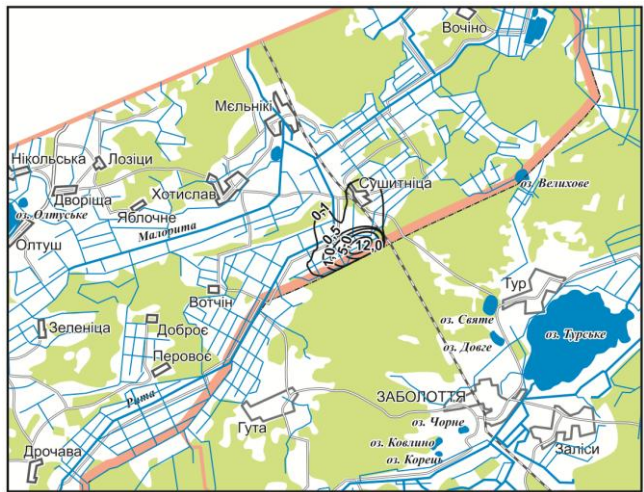 Вочіно
Мєльнікі
Нікольська
Лозіци
Дворіща
Хотислав
Сушитніца
оз. Велихове
оз. Олтуське
Яблочне
Малорита
Олтуш
0,1
0,5
1,0
5,0
12,0
Вотчін
Тур
оз. Святе
оз. Турське
Зеленіца
Доброє
оз. Довге
Перовоє
Рита
ЗАБОЛОТТЯ
Гута
оз. Чорне
Заліси
оз. Ковлино
оз. Корець
Дрочава